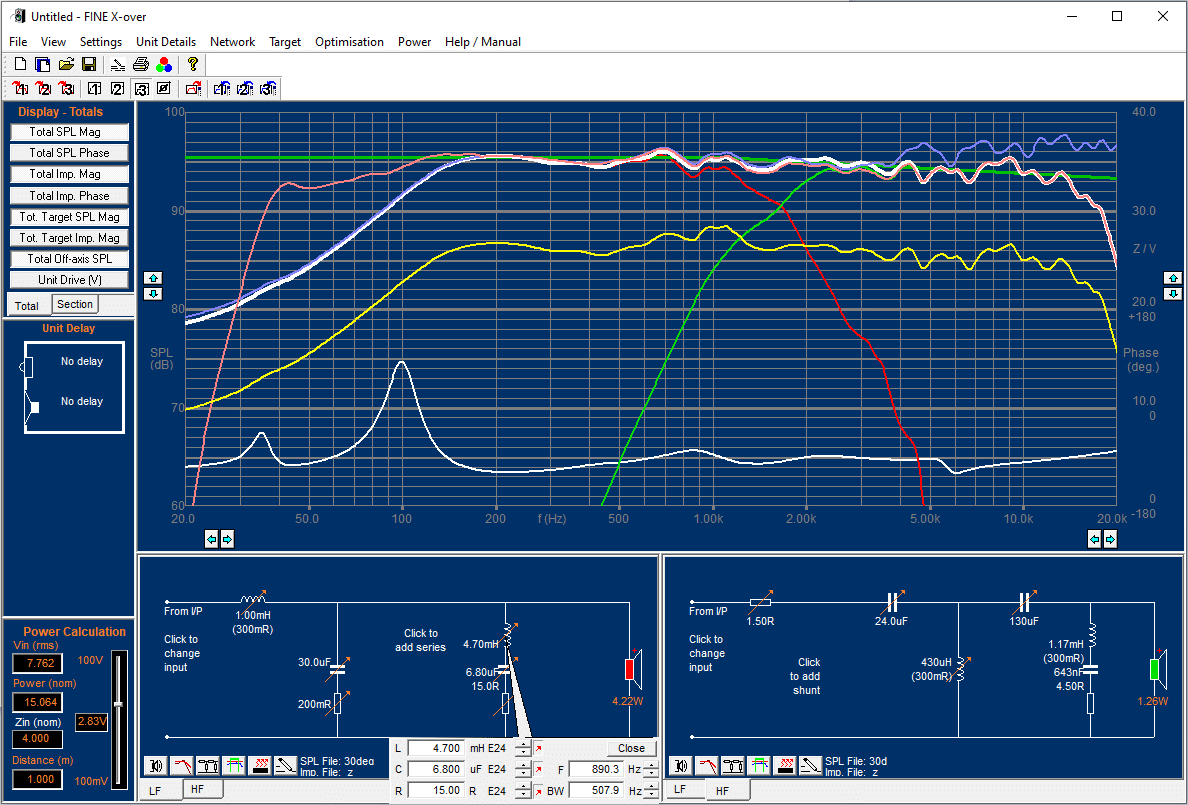 Untitled - FINE X-over
File View Settings Unit Details Network Target Optimisation Power Help / Manual
Display - Totals
Total SPL Mag
Total SPL Phase
Total Imp. Mag
Total Imp. Phase
Tot. Target SPL Mag
Tot. Target Imp. Mag
Total Off-axis SPL
Unit Drive (V)
Total Section
Unit Delay
No delay
No delay
Power Calculation
Vin (rms)
7.762 100V
Power (nom)
15.064
Zin (nom) 2.83V
4.000
Distance (m)
1.000 100mV
100 40.0
90 30.0
Z / V
80 20.0
+180
SPL Phase
(dB) (deg.)
70 10.0
0
60 0
-180
20.0 50.0 100 200 f (Hz) 500 1.00k 2.00k 5.00k 10.0k 20.0k
From I/P
1.00mH
(300mR)
Click to
change
input
Click to
add series
4.70mH
30.0uF
6.80uF
15.0R
200mR
4.22W
SPL File: 30deg
Imp. File: z
LF HF
L 4.700 mH E24 Close
C 6.800 uF E24 F 890.3 Hz
R 15.00 R E24 BW 507.9 Hz
From I/P
1.50R
24.0uF
130uF
Click to
change
input
Click
to add
shunt
430uH
(300mR)
1.17mH
(300mR)
643nF
4.50R
1.26W
SPL File: 30d
Imp. File: z
LF HF